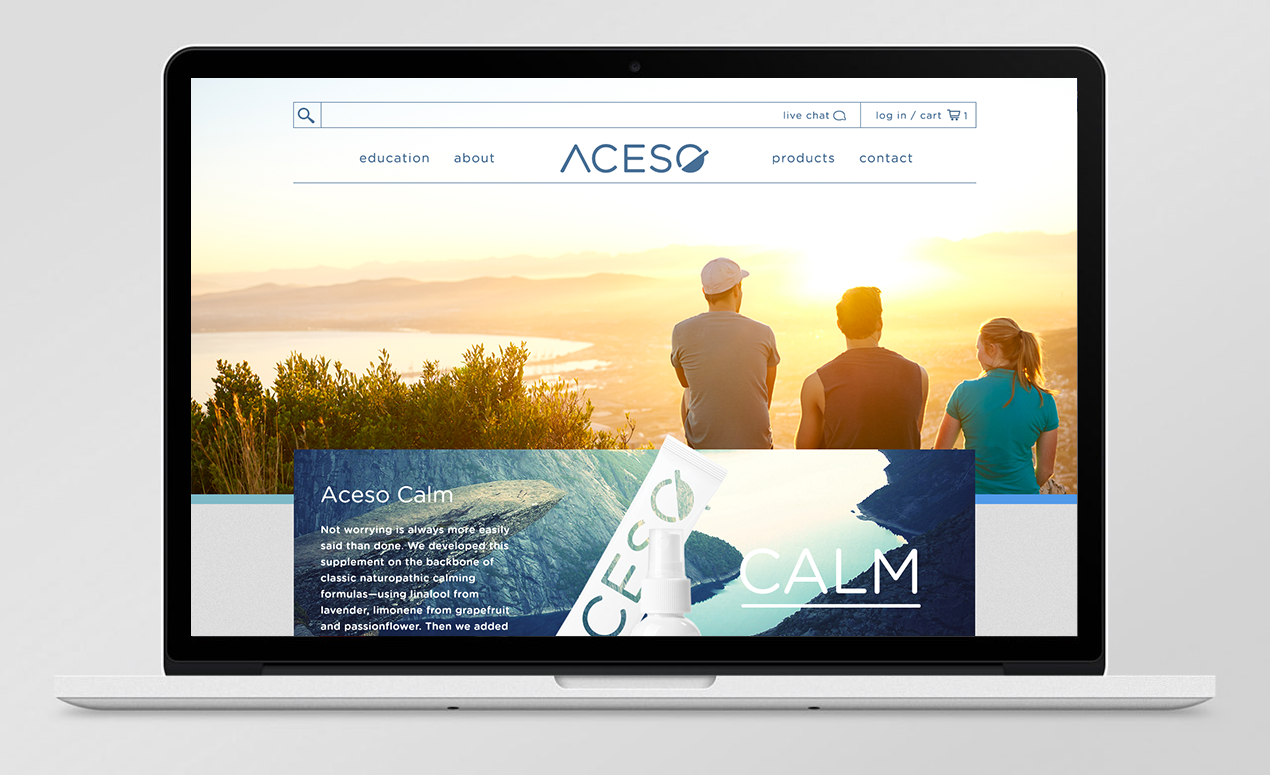 live chat
log in / cart 1
education about ACESO products contact
Aceso Calm
Not worrying is always more easily
said than done. We developed this
supplement on the backbone of
classic naturopathic calming
formulas—using linalool from
lavender, limonene from grapefruit
and passionflower. Then we added
CESO
CALM